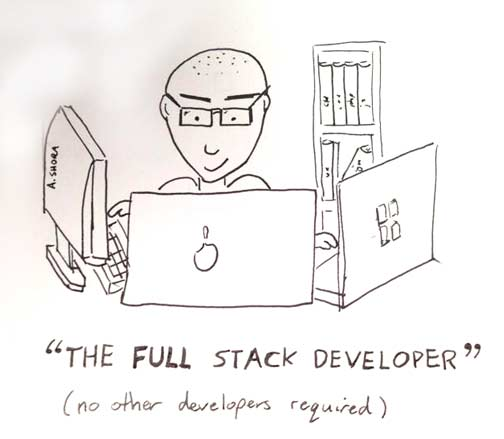 A. SHORA
“THE FULL STACK DEVELOPER”
(no other developers required)